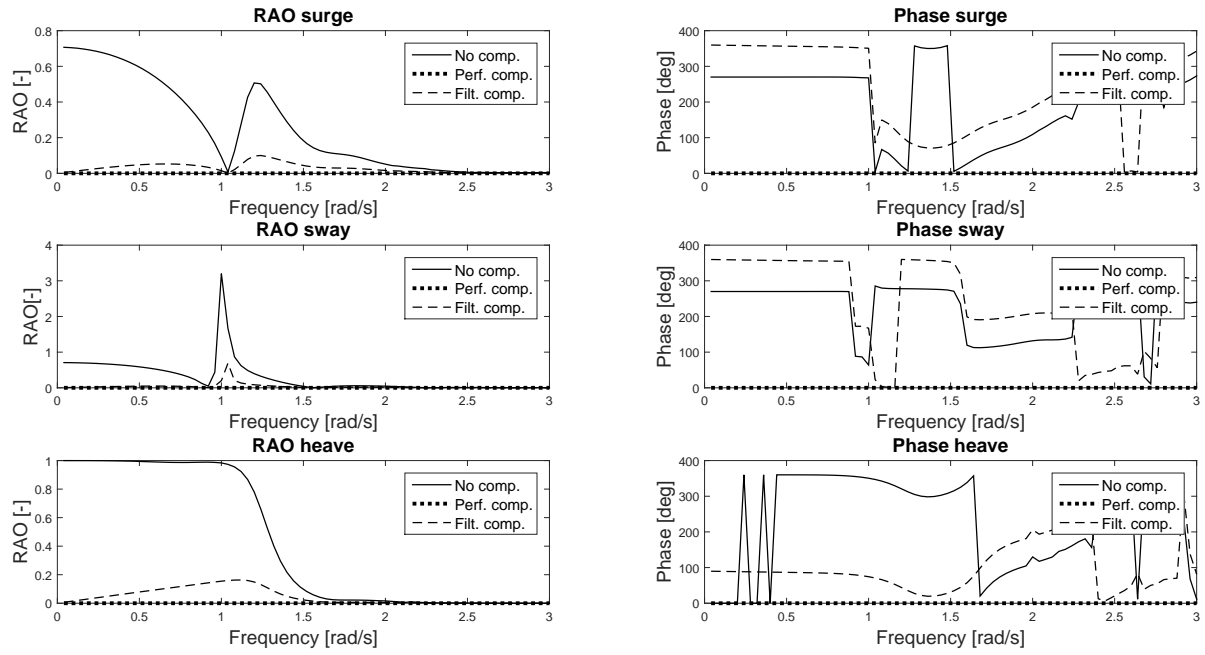 RAO surge
RAO [-]
0.8
0.6
0.4
0.2
0
0 0.5 1 1.5 2 2.5 3
Frequency [rad/s]
No comp.
Perf. comp.
Filt. comp.
Phase surge
Phase [deg]
400
300
200
100
0
0 0.5 1 1.5 2 2.5 3
Frequency [rad/s]
No comp.
Perf. comp.
Filt. comp.
RAO sway
RAO[-]
4
3
2
1
0
0 0.5 1 1.5 2 2.5 3
Frequency [rad/s]
No comp.
Perf. comp.
Filt. comp.
Phase sway
Phase [deg]
400
300
200
100
0
0 0.5 1 1.5 2 2.5 3
Frequency [rad/s]
No comp.
Perf. comp.
Filt. comp.
RAO heave
RAO [-]
1
0.8
0.6
0.4
0.2
0
0 0.5 1 1.5 2 2.5 3
Frequency [rad/s]
No comp.
Perf. comp.
Filt. comp.
Phase heave
Phase [deg]
400
300
200
100
0
0 0.5 1 1.5 2 2.5 3
Frequency [rad/s]
No comp.
Perf. comp.
Filt. comp.